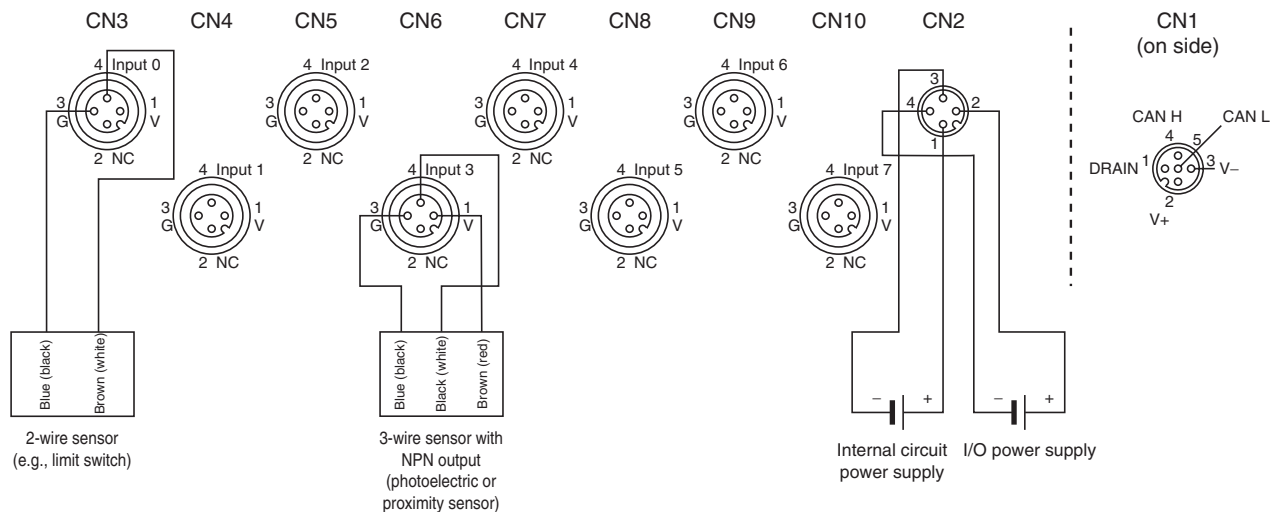 CN3 CN4 CN5 CN6 CN7 CN8 CN9 CN10 CN2 CN1
(on side)
4 Input 0
3
G
1
V
2 NC
4 Input 1
3
G
1
V
2 NC
4 Input 2
3
G
1
V
2 NC
4 Input 3
3
G
1
V
2 NC
4 Input 4
3
G
1
V
2 NC
4 Input 5
3
G
1
V
2 NC
4 Input 6
3
G
1
V
2 NC
4 Input 7
3
G
1
V
2 NC
3
4
2
1
CAN H
CAN L
4
5
DRAIN 1
3 V–
2
V+
Blue (black)
Brown (white)
2-wire sensor
(e.g., limit switch)
Blue (black)
Black (white)
Brown (red)
3-wire sensor with
NPN output
(photoelectric or
proximity sensor)
– +
Internal circuit
power supply
– +
I/O power supply